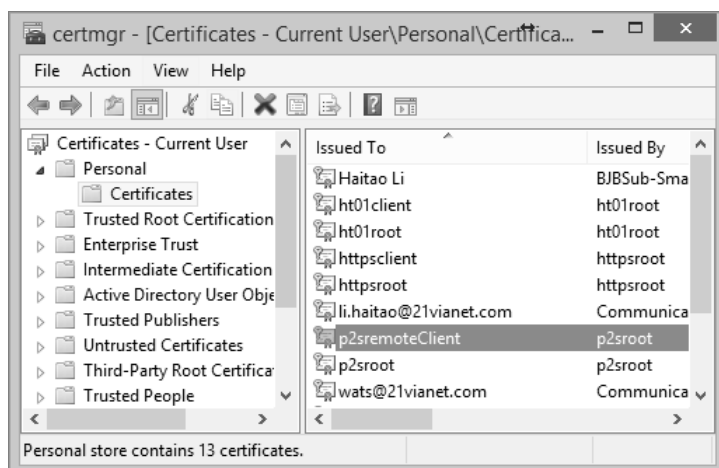 certmgr - [Certificates - Current User\Personal\Certifica...
File Action View Help
Certificates - Current User
Personal
Certificates
Trusted Root Certification
Enterprise Trust
Intermediate Certification
Active Directory User Obje
Trusted Publishers
Untrusted Certificates
Third-Party Root Certifica
Trusted People
Issued To Issued By
Haitao Li BJBSub-Sma
ht01client ht01root
ht01root ht01root
httpsclient httpsroot
httpsroot httpsroot
li.haitao@21vianet.com Communica
p2sremoteClient p2sroot
p2sroot p2sroot
wats@21vianet.com Communica
Personal store contains 13 certificates.